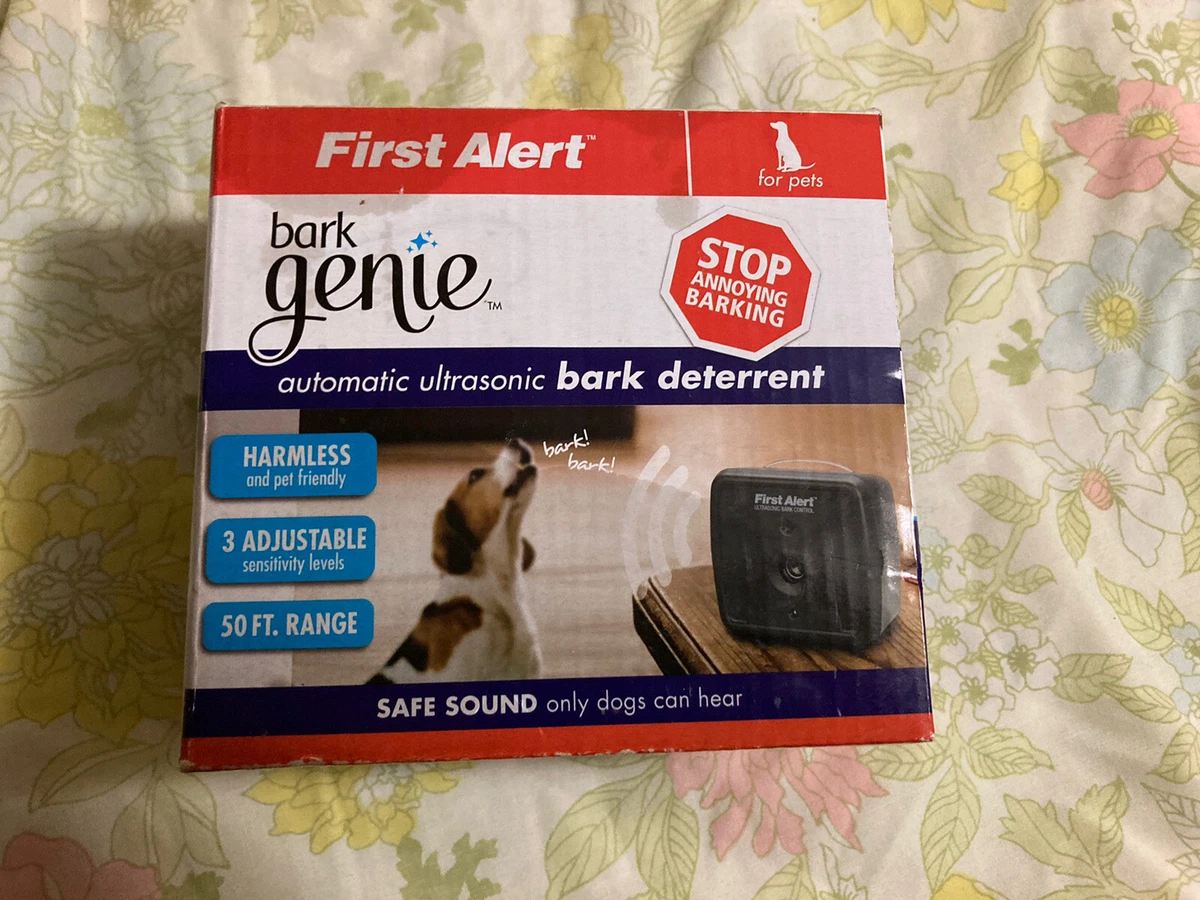 First Alert™
for pets
bark
genie™
STOP
ANNOYING
BARKING
automatic ultrasonic bark deterrent
HARMLESS
and pet friendly
3 ADJUSTABLE
sensitivity levels
50 FT. RANGE
bark!
bark!
First Alert™
ULTRASONIC BARK CONTROL
SAFE SOUND only dogs can hear